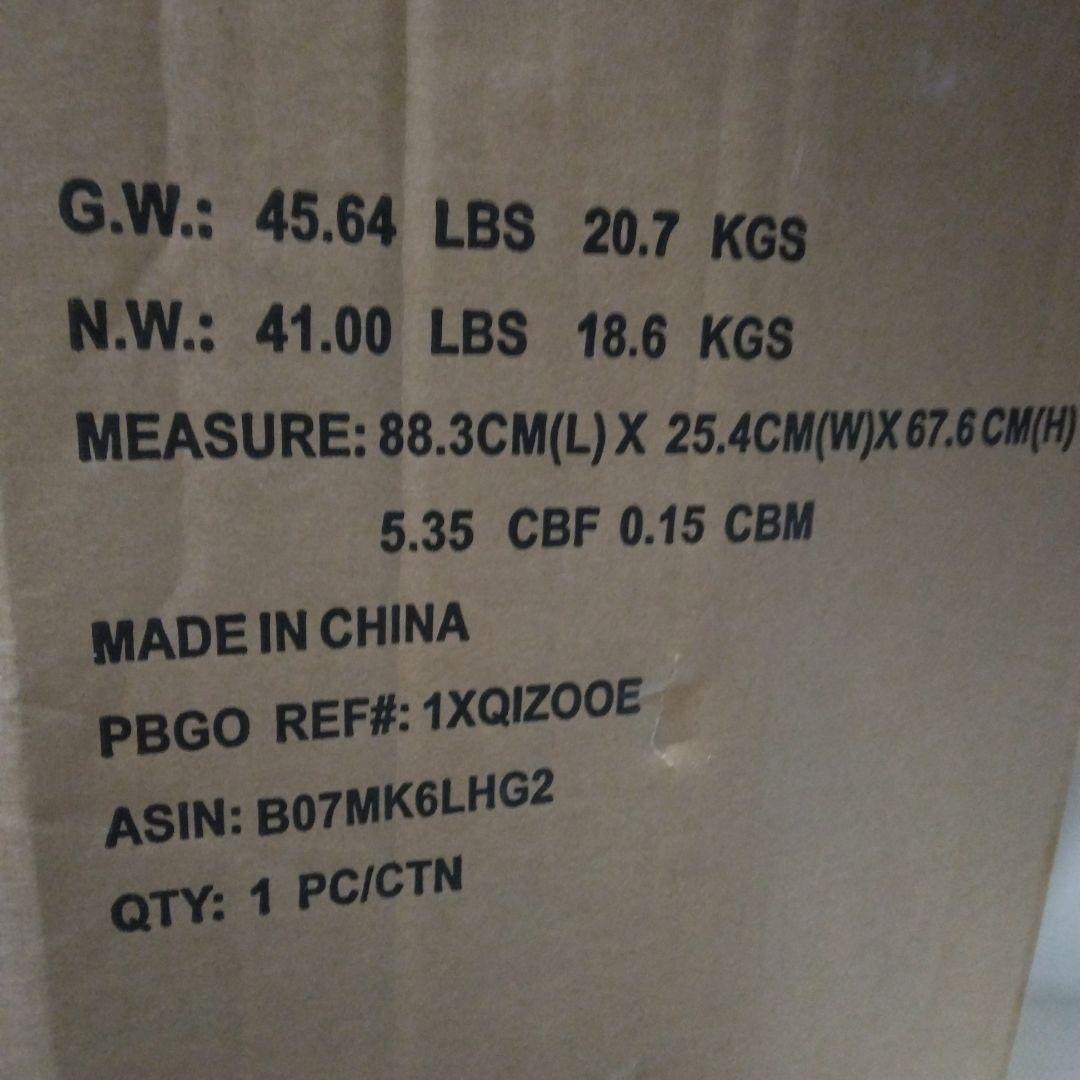 G.W.: 45.64 LBS 20.7 KGS
N.W.: 41.00 LBS 18.6 KGS
MEASURE: 88.3CM(L) X 25.4CM(W)X 67.6 CM(H)
5.35 CBF 0.15 CBM
MADE IN CHINA
PBGO REF#: 1XQIZOOE
ASIN: B07MK6LHG2
QTY: 1 PC/CTN